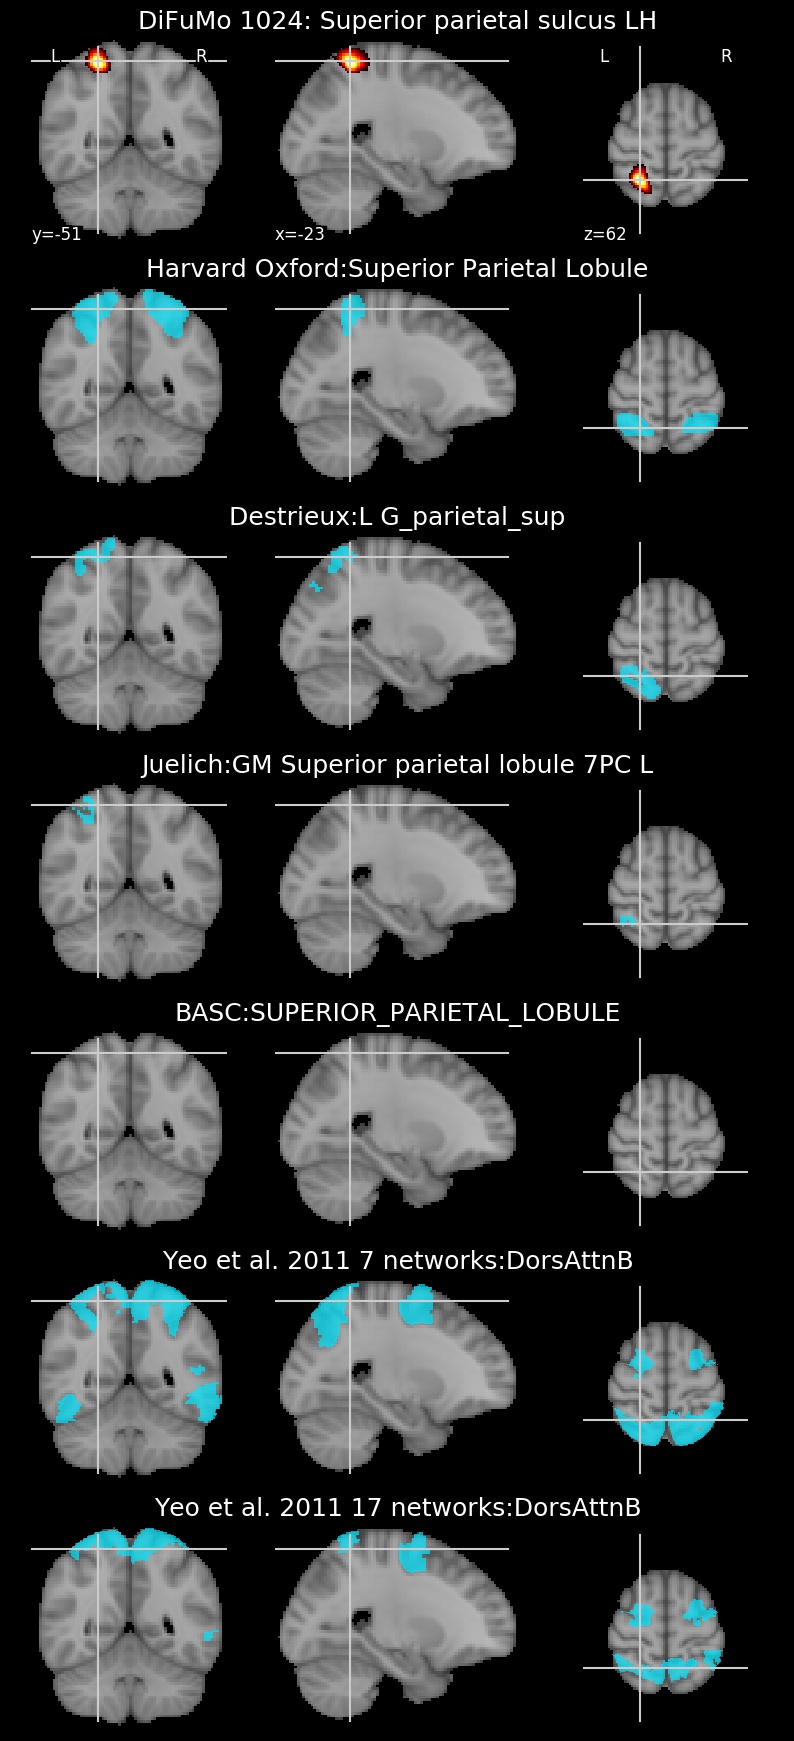 DiFuMo 1024: Superior parietal sulcus LH
L R L R
y=-51 x=-23 z=62
Harvard Oxford:Superior Parietal Lobule
Destrieux:L G_parietal_sup
Juelich:GM Superior parietal lobule 7PC L
BASC:SUPERIOR_PARIETAL_LOBULE
Yeo et al. 2011 7 networks:DorsAttnB
Yeo et al. 2011 17 networks:DorsAttnB